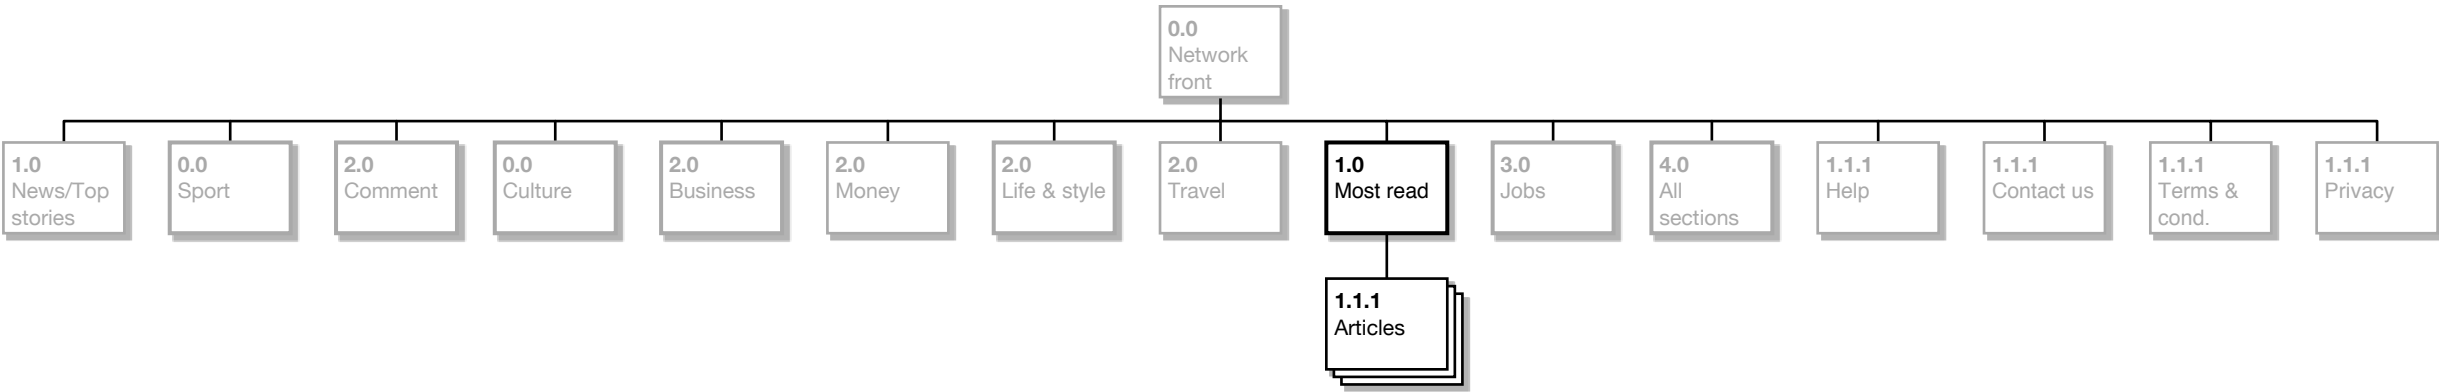 0.0
Network
front
1.0
News/Top
stories
0.0
Sport
2.0
Comment
0.0
Culture
2.0
Business
2.0
Money
2.0
Life & style
2.0
Travel
1.0
Most read
3.0
Jobs
4.0
All
sections
1.1.1
Help
1.1.1
Contact us
1.1.1
Terms &
cond.
1.1.1
Privacy
1.1.1
Articles